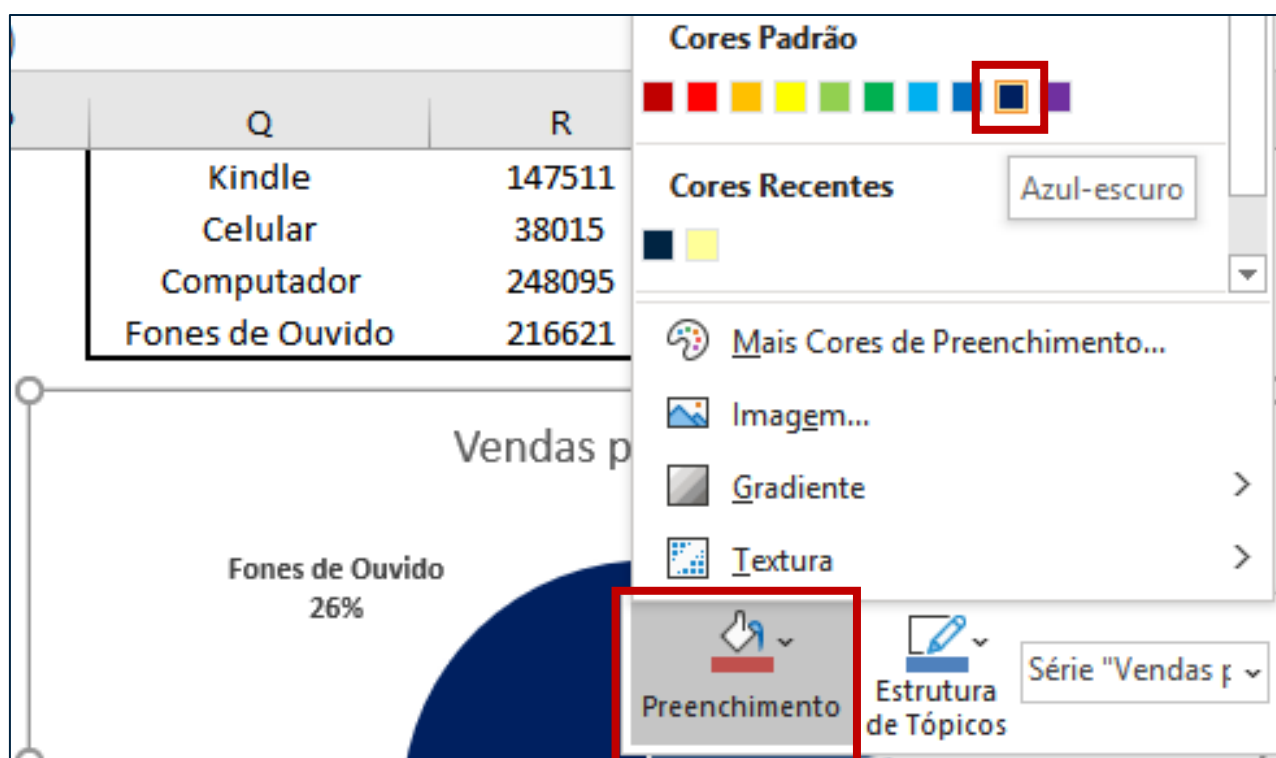 Cores Padrão
Q R
Kindle 147511
Celular 38015
Computador 248095
Fones de Ouvido 216621
Cores Recentes
Azul-escuro
Mais Cores de Preenchimento...
Imagem...
Gradiente
Textura
Vendas p
Fones de Ouvido
26%
Preenchimento
Estrutura
de Tópicos
Série "Vendas p